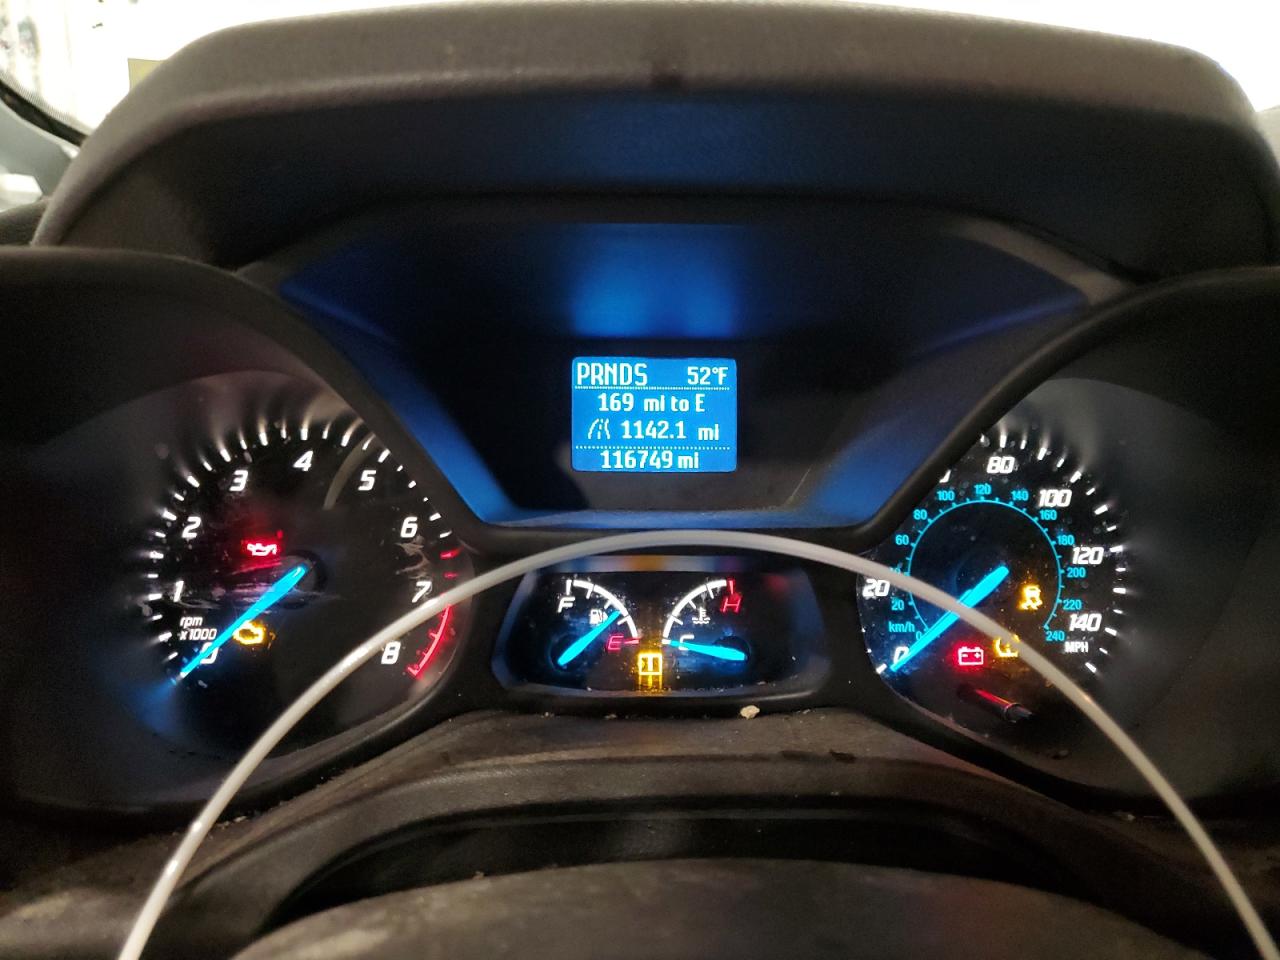 PRNDS 52°F
169 mi to E
1142.1 mi
116749 mi
0 1 2 3 4 5 6 7 8
rpm
x1000
F E
C H
0 20 80 100 120 140
MPH
km/h
0 20 60 80 100 120 140 160 180 200 220 240